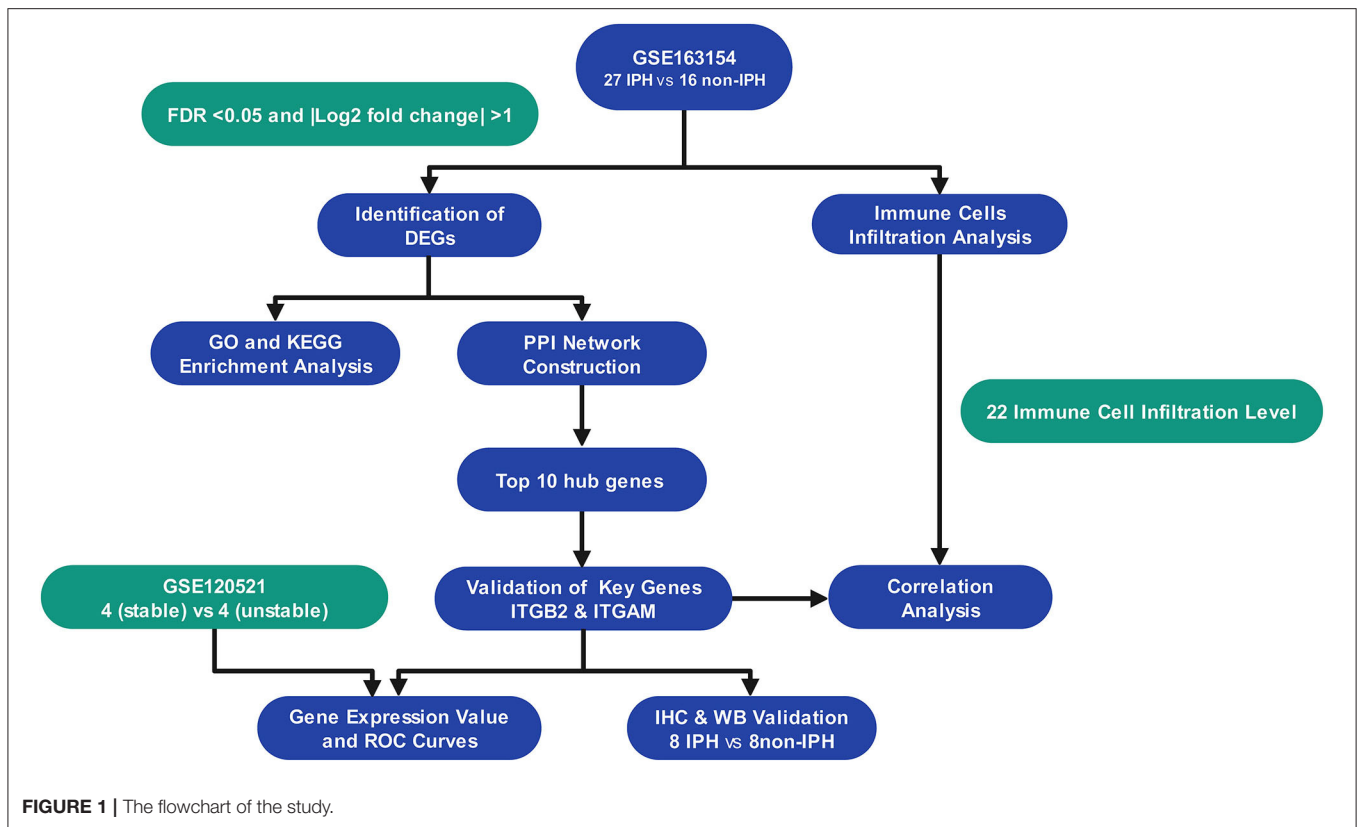 GSE163154
27 IPH vs 16 non-IPH
FDR <0.05 and |Log2 fold change| >1
Identification of
DEGs
Immune Cells
Infiltration Analysis
GO and KEGG
Enrichment Analysis
PPI Network
Construction
22 Immune Cell Infiltration Level
Top 10 hub genes
GSE120521
4 (stable) vs 4 (unstable)
Validation of Key Genes
ITGB2 & ITGAM
Correlation
Analysis
Gene Expression Value
and ROC Curves
IHC & WB Validation
8 IPH vs 8non-IPH
FIGURE 1 | The flowchart of the study.